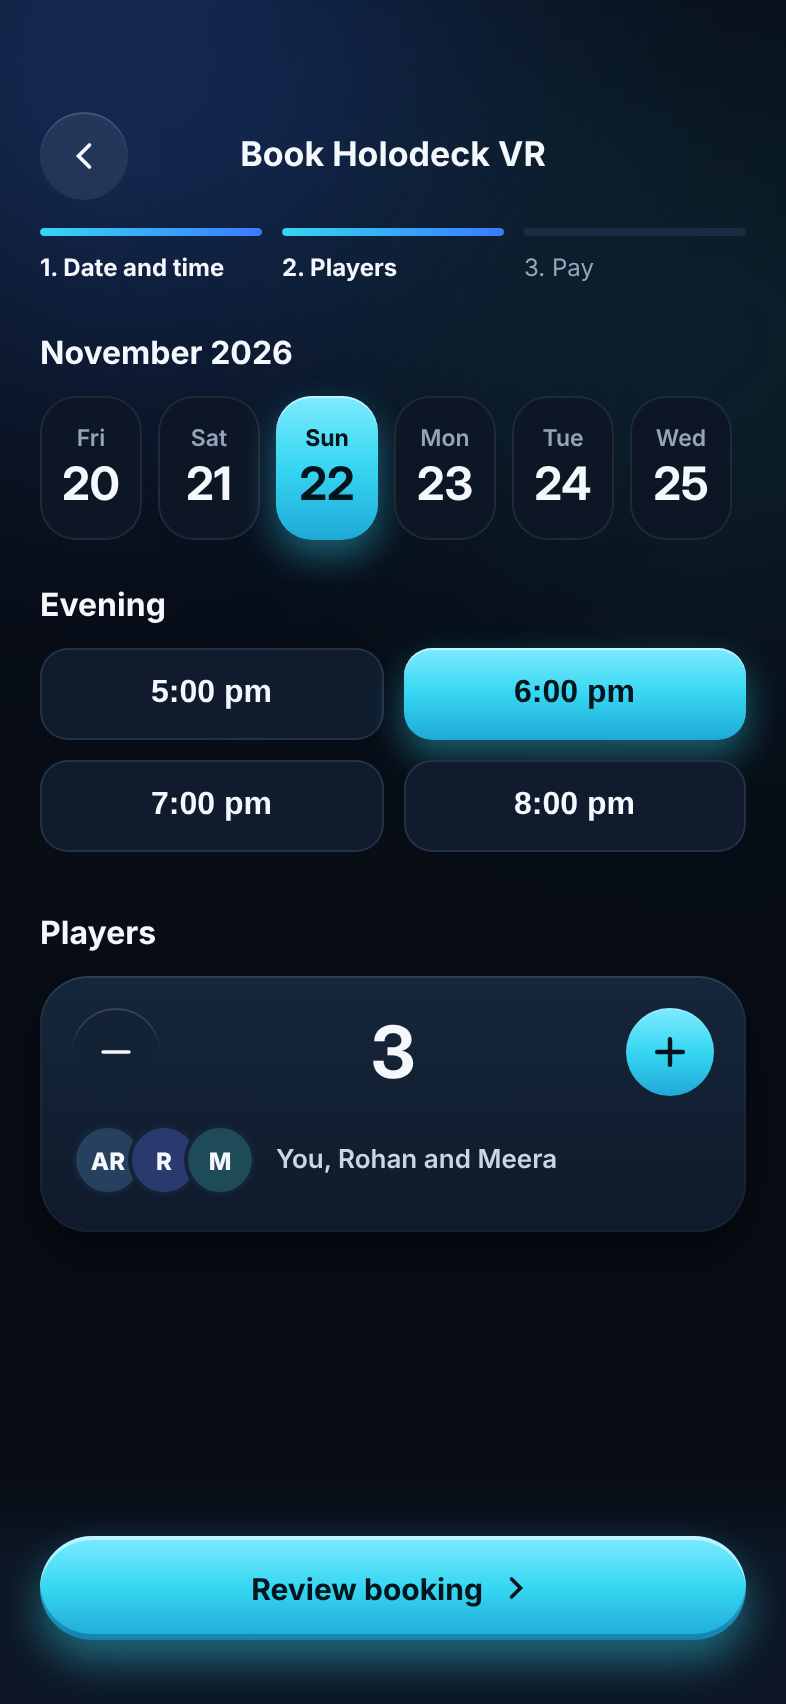 Book Holodeck VR
1. Date and time
2. Players
3. Pay
November 2026
Fri
20
Sat
21
Sun
22
Mon
23
Tue
24
Wed
25
Evening
5:00 pm
6:00 pm
7:00 pm
8:00 pm
Players
3
AR
R
M
You, Rohan and Meera
Review booking